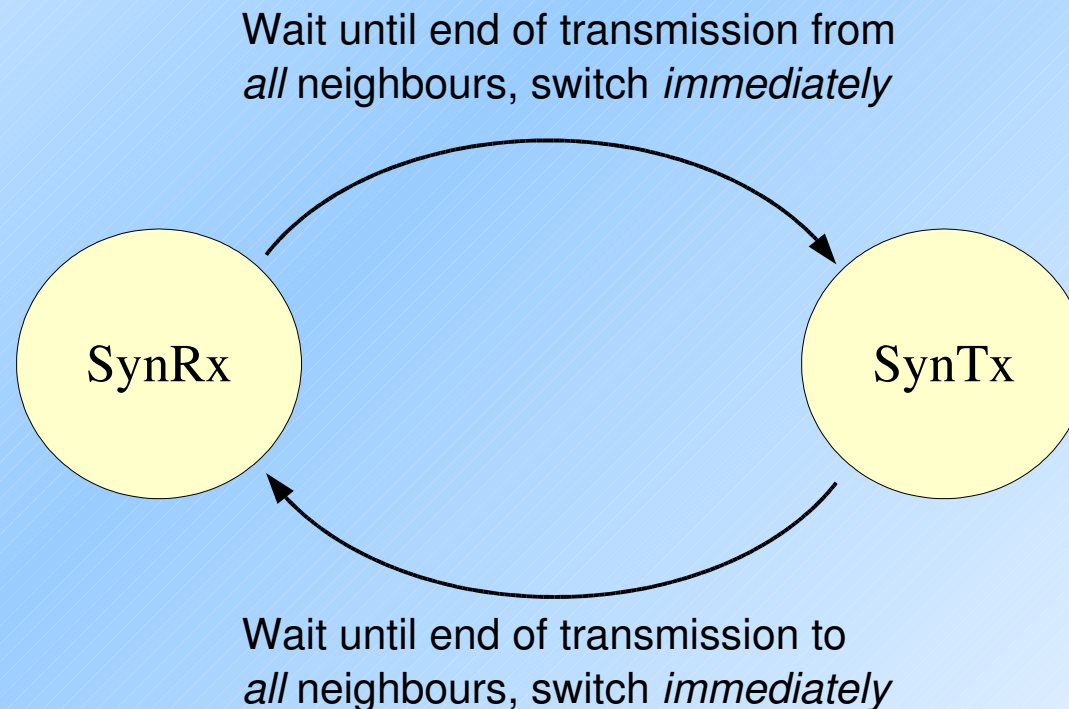 Wait until end of transmission from
all neighbours, switch immediately
SynRx
SynTx
Wait until end of transmission to
all neighbours, switch immediately